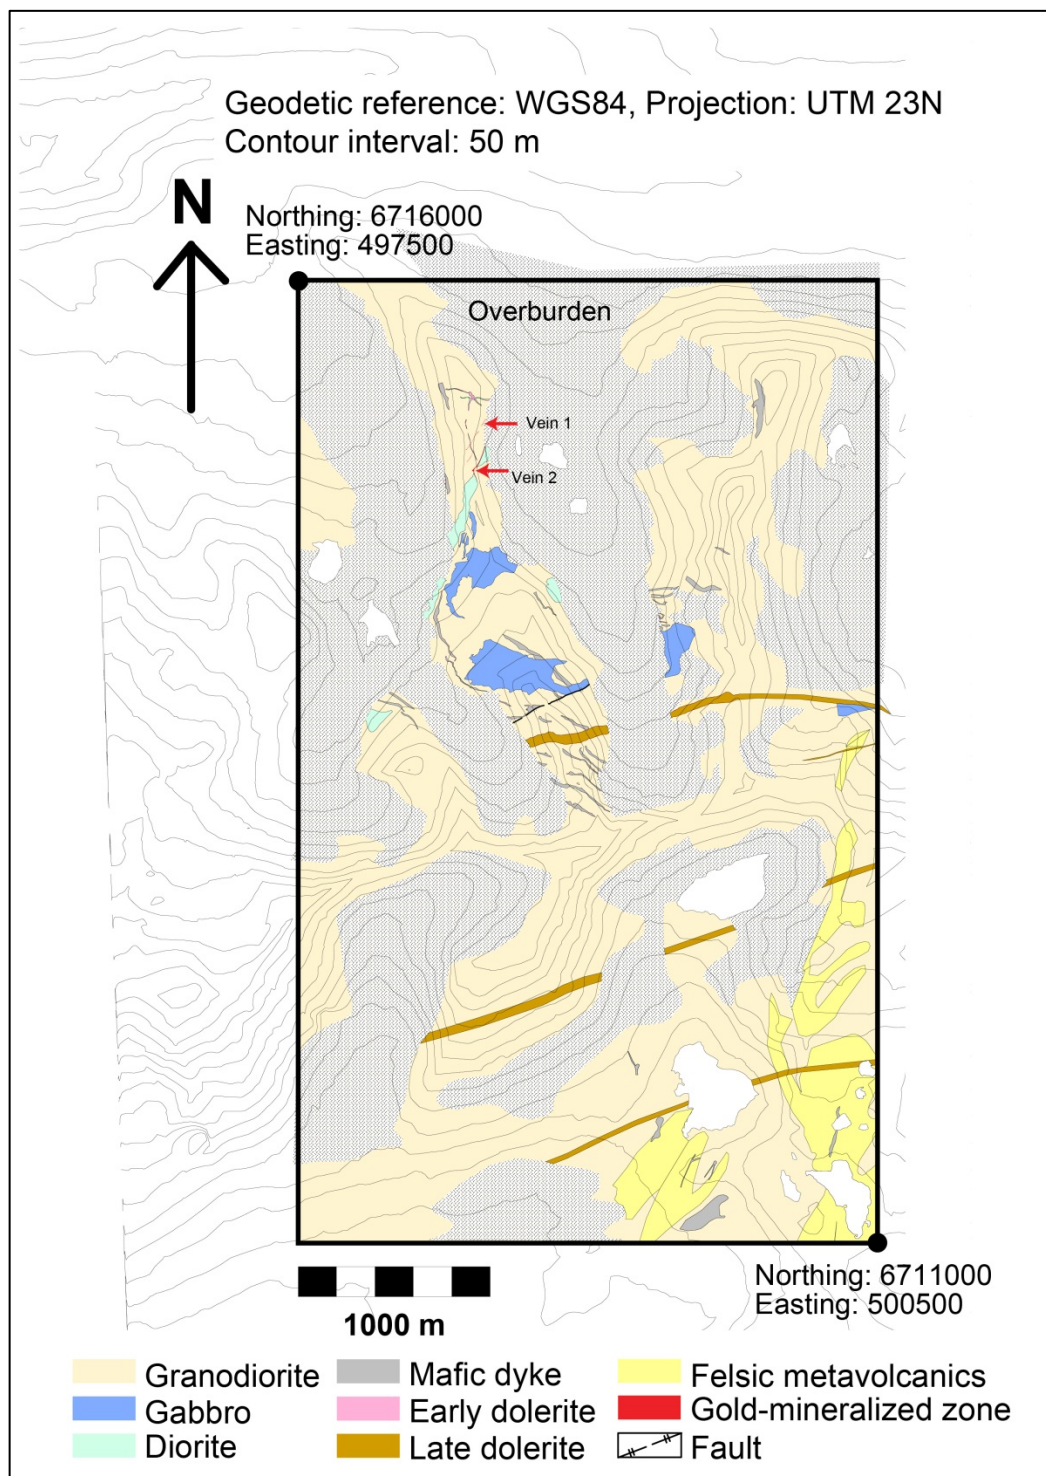 Geodetic reference: WGS84, Projection: UTM 23N
Contour interval: 50 m
N
Northing: 6716000
Easting: 497500
Overburden
Vein 1
Vein 2
Northing: 6711000
Easting: 500500
1000 m
Granodiorite
Mafic dyke
Felsic metavolcanics
Gabbro
Early dolerite
Gold-mineralized zone
Diorite
Late dolerite
Fault